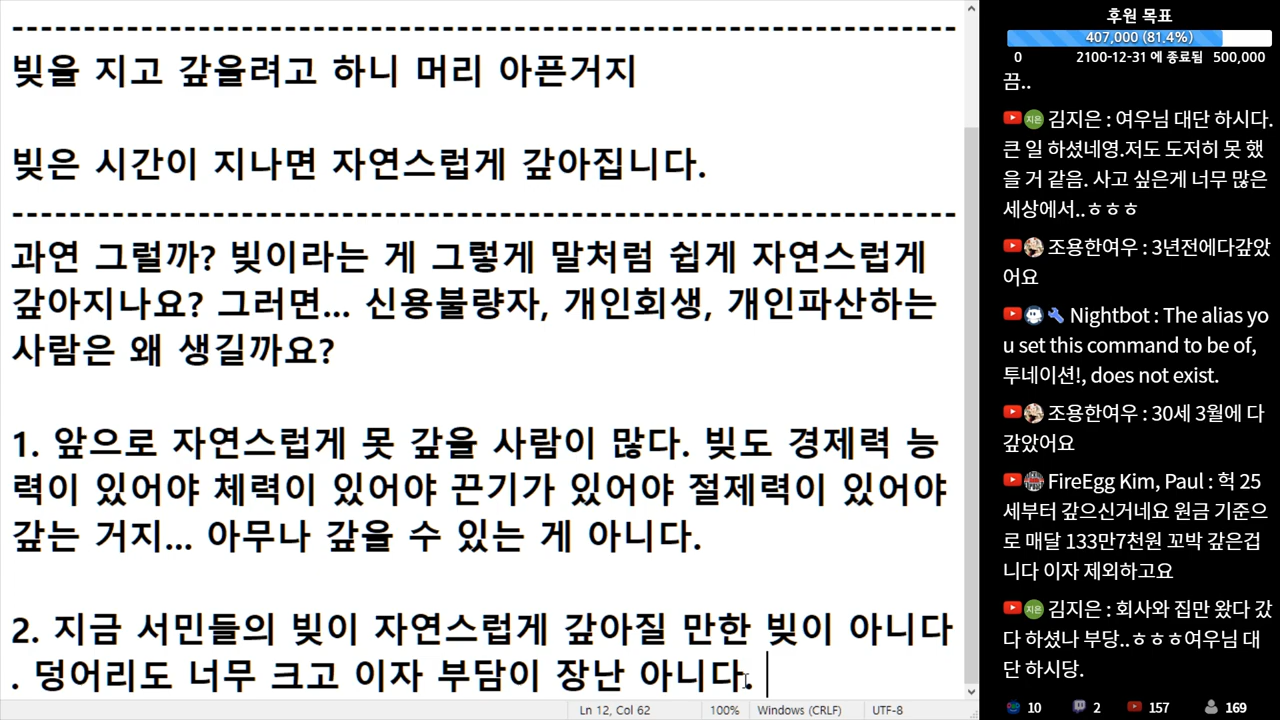 빚을 지고 갚을려고 하니 머리 아픈거지
빚은 시간이 지나면 자연스럽게 갚아집니다.
과연 그럴까? 빚이라는 게 그렇게 말처럼 쉽게 자연스럽게
갚아지나요? 그러면... 신용불량자, 개인회생, 개인파산하는
사람은 왜 생길까요?
1. 앞으로 자연스럽게 못 갚을 사람이 많다. 빚도 경제력 능
력이 있어야 체력이 있어야 끈기가 있어야 절제력이 있어야
갚는 거지... 아무나 갚을 수 있는 게 아니다.
2. 지금 서민들의 빚이 자연스럽게 갚아질 만한 빚이 아니다
. 덩어리도 너무 크고 이자 부담이 장난 아니다.
Ln 12, Col 62
100%
Windows (CRLF)
UTF-8
후원 목표
407,000 (81.4%)
0 2100-12-31 에 종료됨 500,000
끔..
지은 김지은 : 여우님 대단 하시다.
큰 일 하셨네영.저도 도저히 못 했
을 거 같음. 사고 싶은게 너무 많은
세상에서..ㅎㅎㅎ
조용한여우 : 3년전에다갚았
어요
Nightbot : The alias yo
u set this command to be of,
투네이션!, does not exist.
조용한여우 : 30세 3월에 다
갚았어요
FireEgg Kim, Paul : 헉 25
세부터 갚으신거네요 원금 기준으
로 매달 133만7천원 꼬박 갚은겁
니다 이자 제외하고요
지은 김지은 : 회사와 집만 왔다 갔
다 하셨나 부당..ㅎㅎㅎ여우님 대
단 하시당.
10 2 157 169